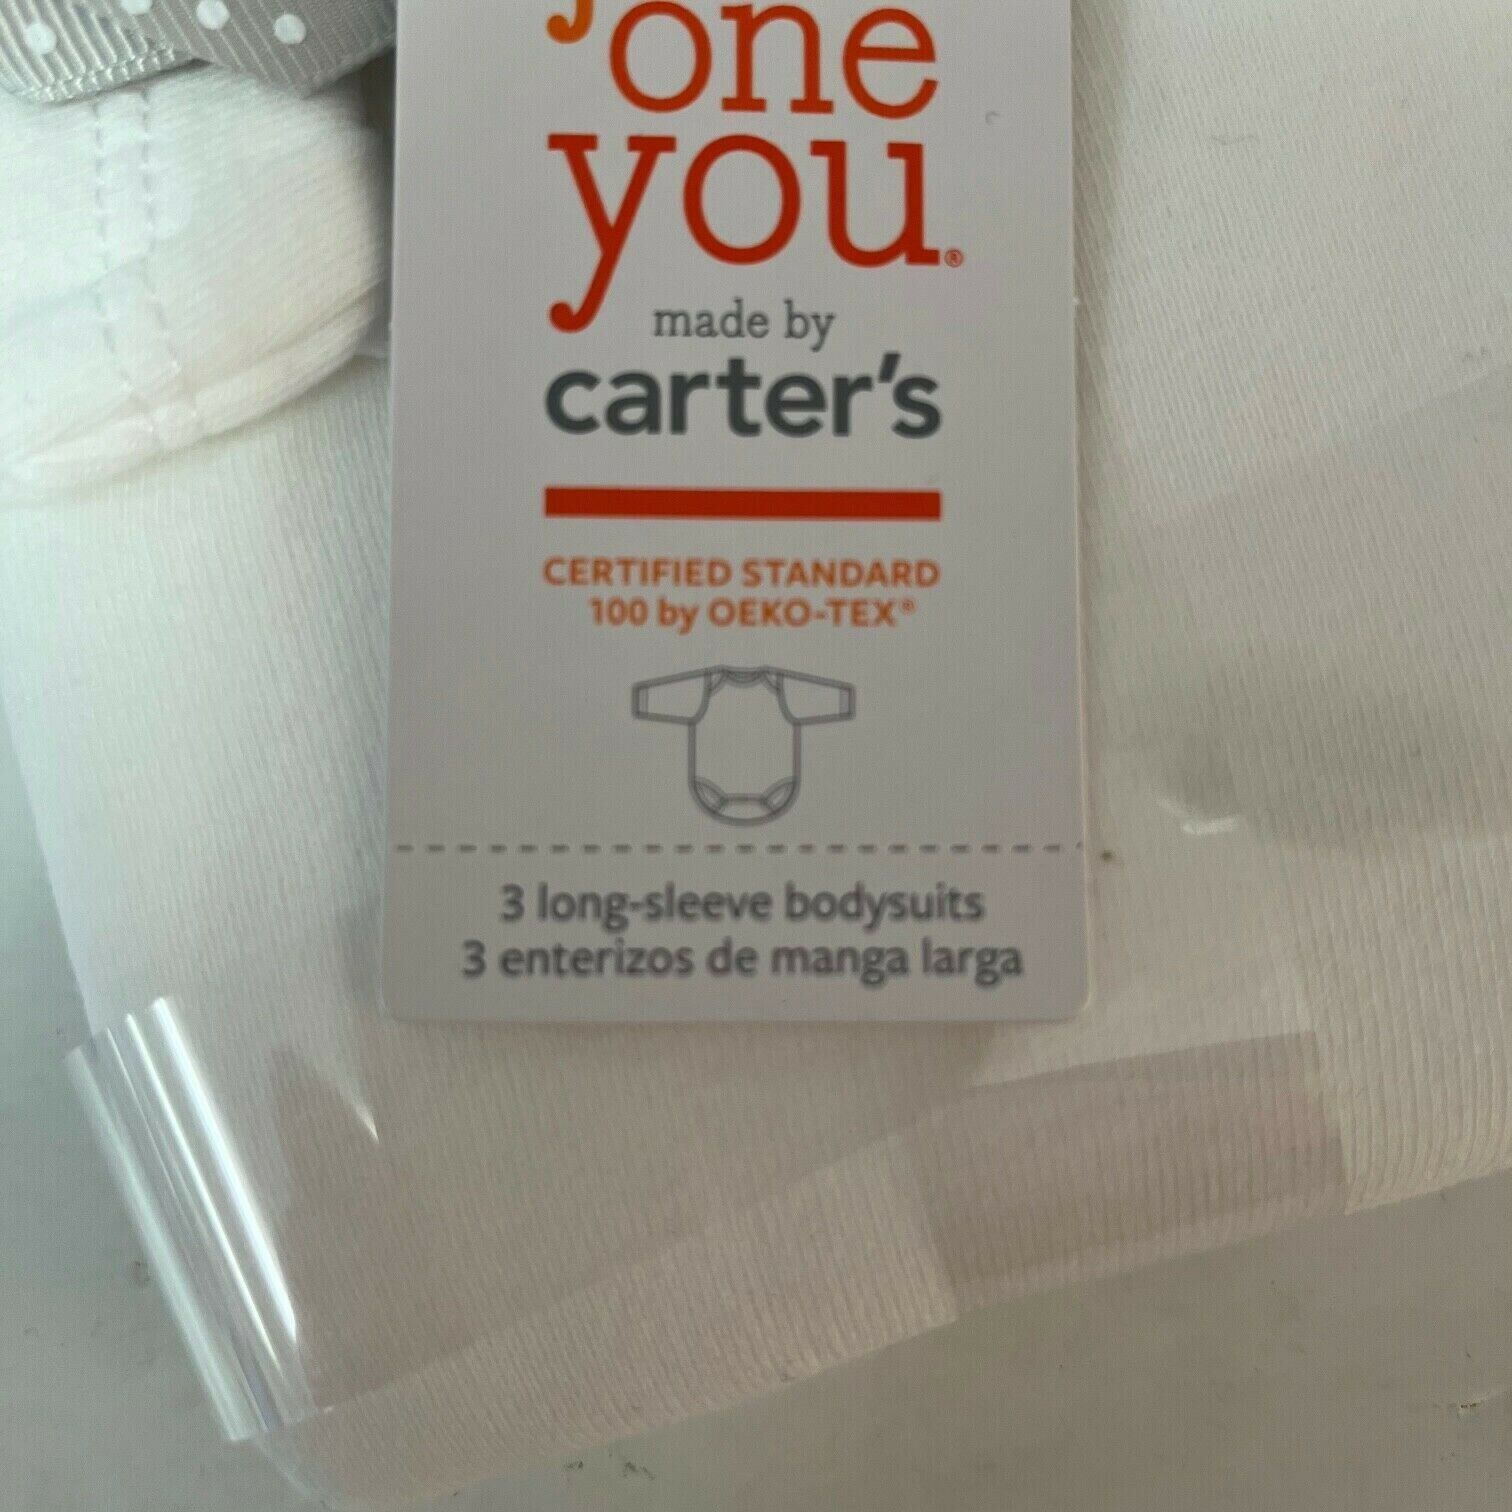 one
you®
made by
carter's
CERTIFIED STANDARD
100 by OEKO-TEX®
3 long-sleeve bodysuits
3 enterizos de manga larga